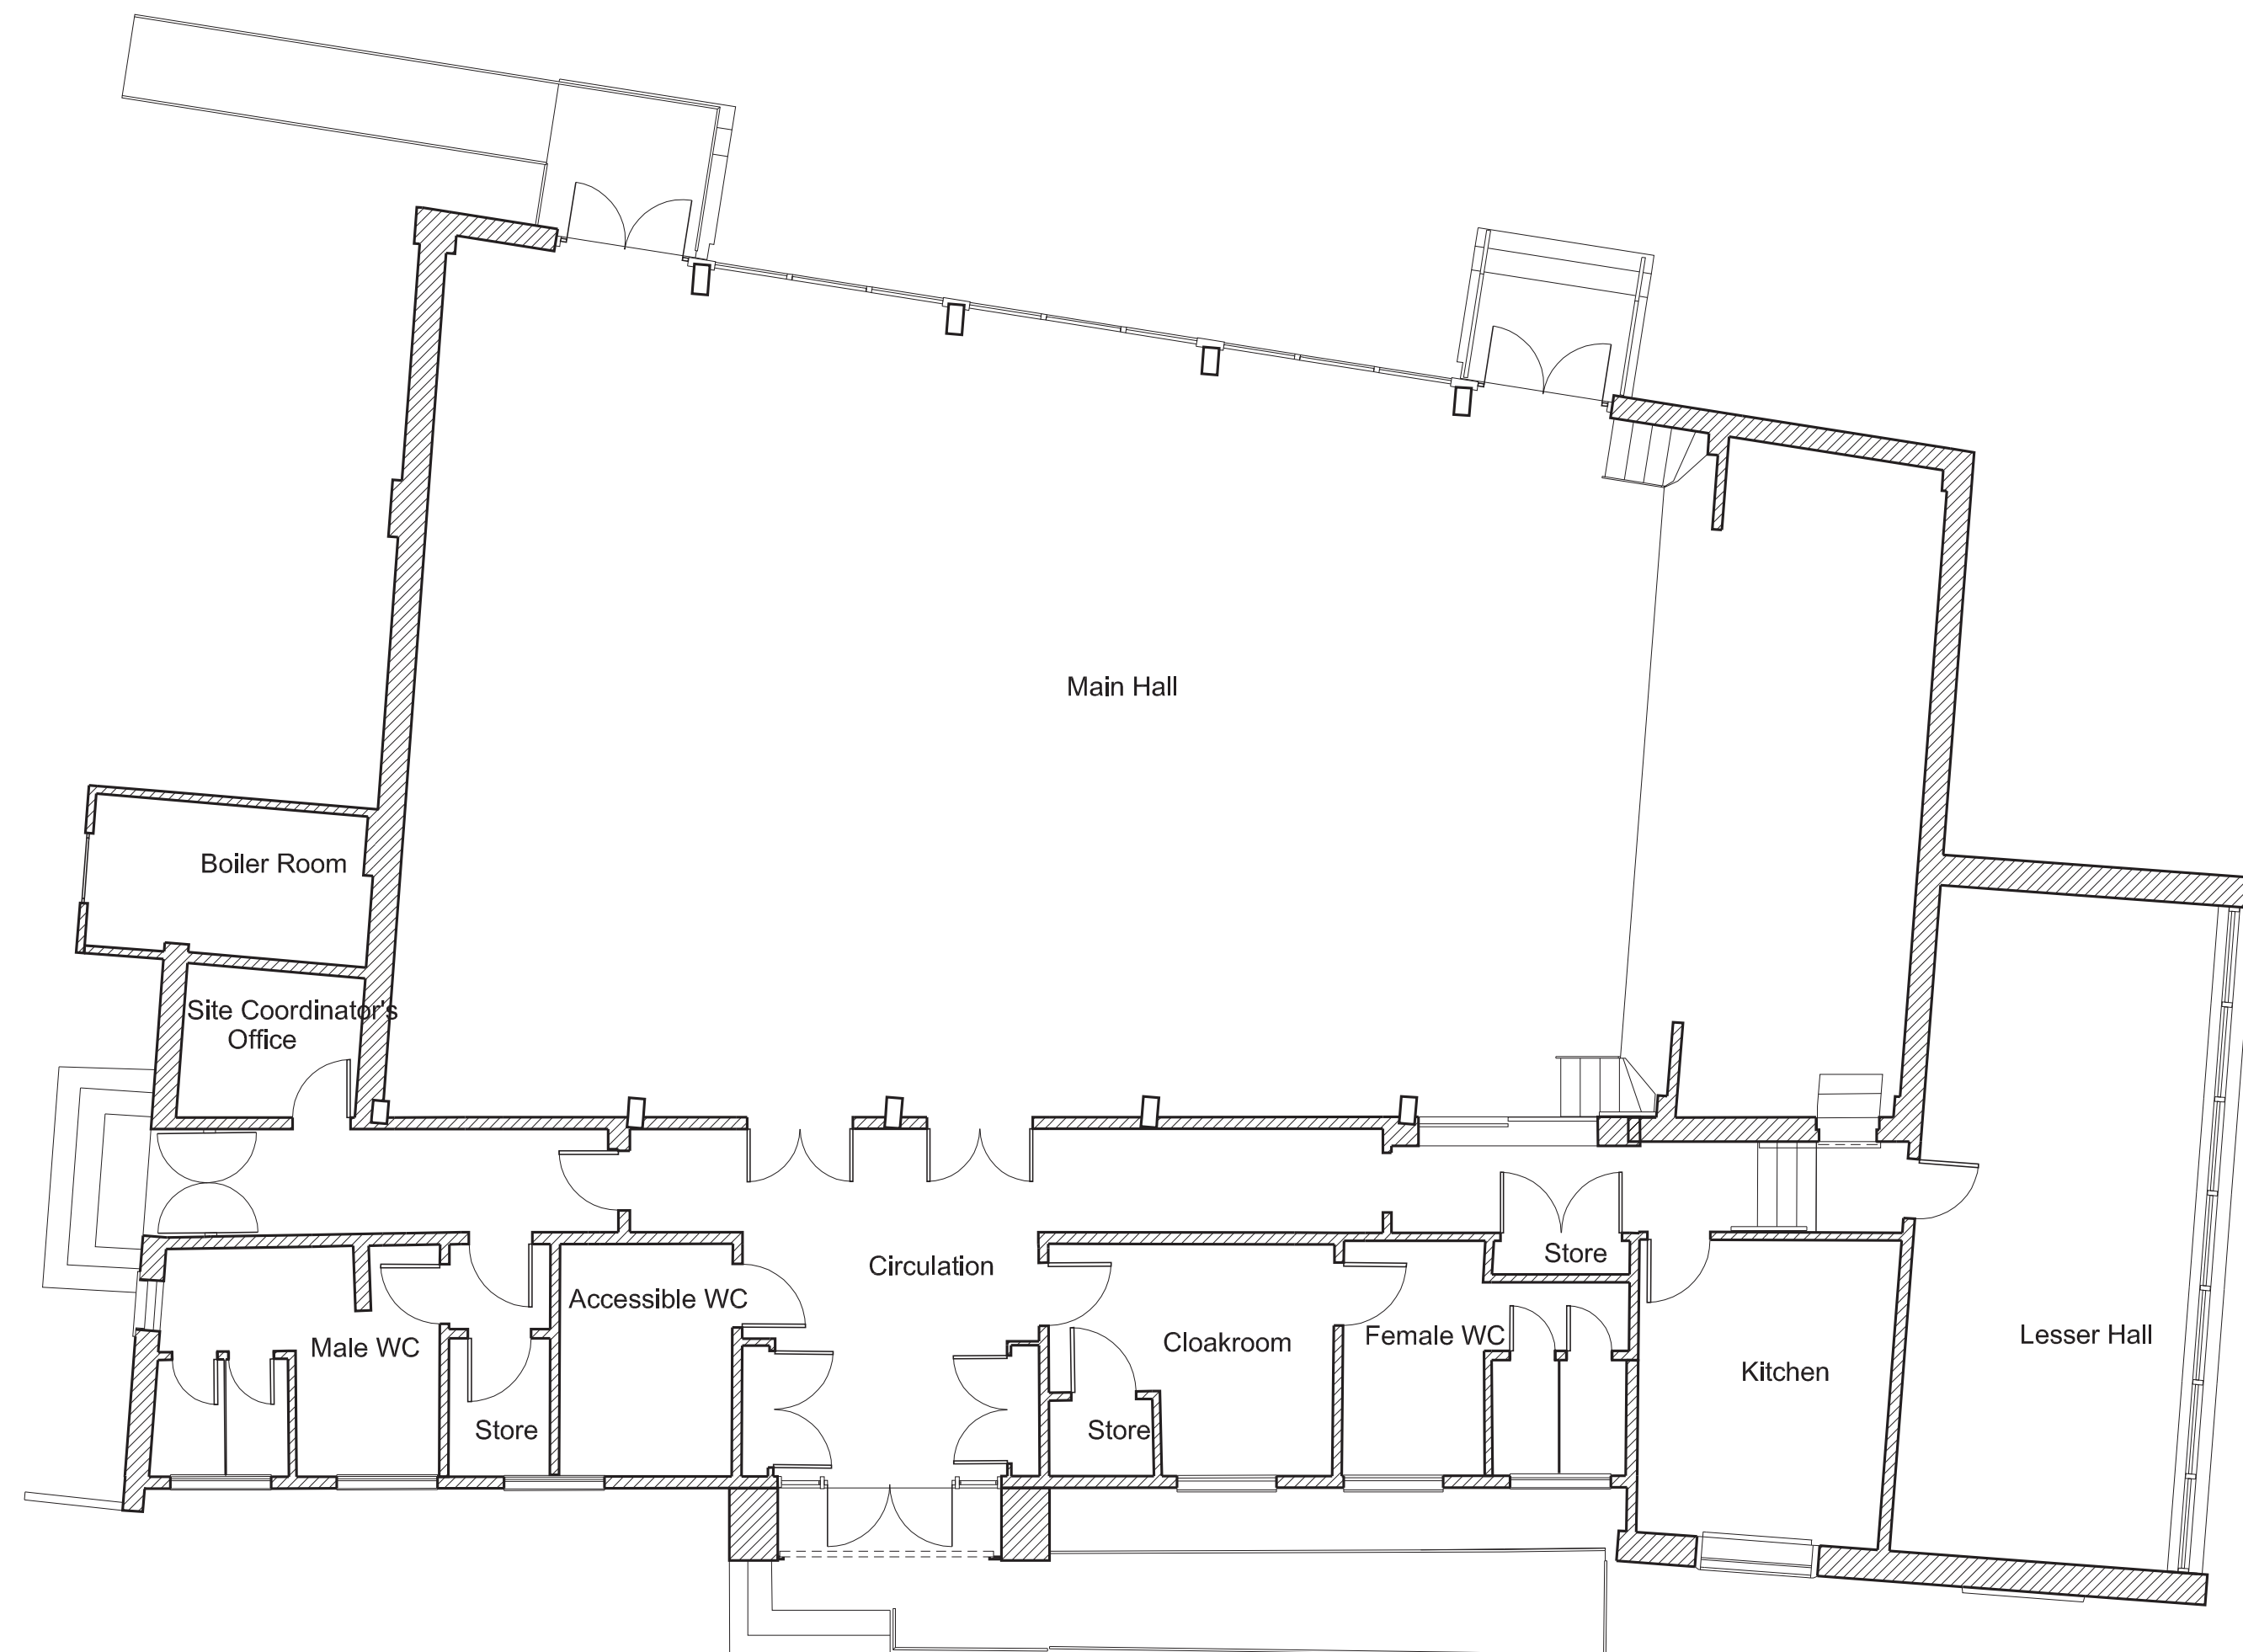 Main Hall
Boiler Room
Site Coordinator's
Office
Circulation
Store
Accessible WC
Male WC
Cloakroom
Female WC
Lesser Hall
Kitchen
Store
Store